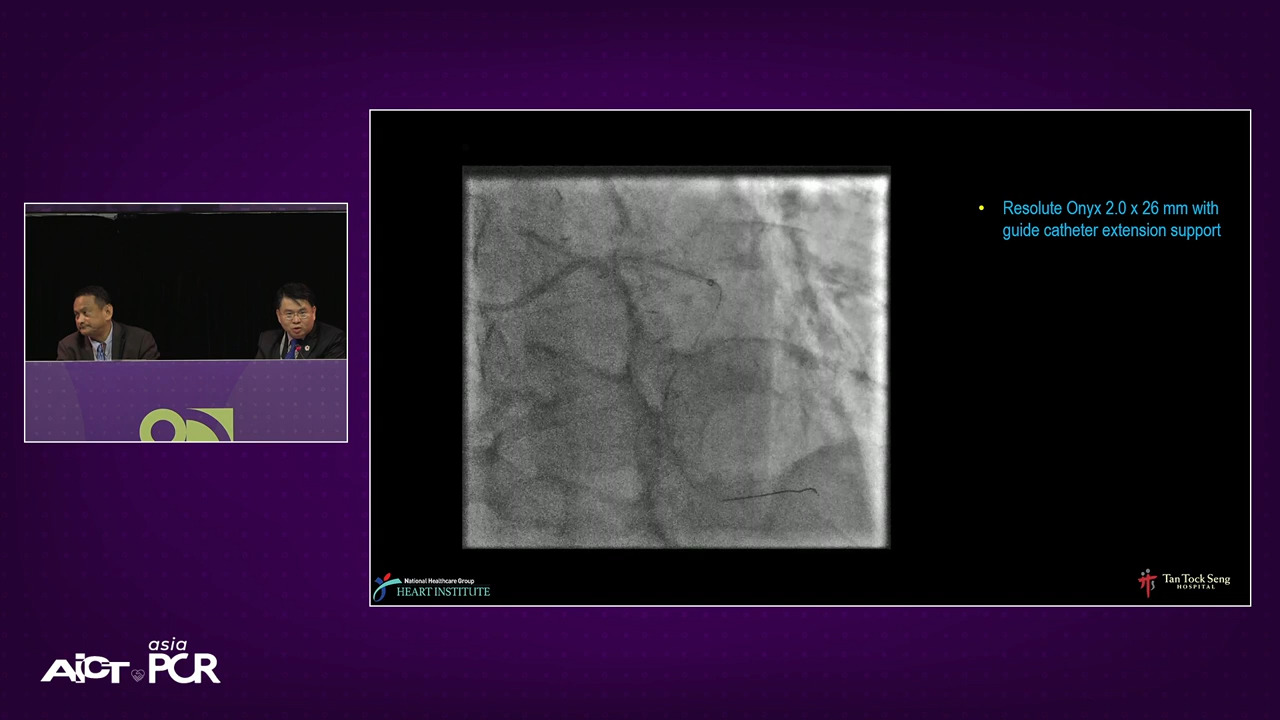 • Resolute Onyx 2.0 x 26 mm with
guide catheter extension support
National Healthcare Group
HEART INSTITUTE
Tan Tock Seng
HOSPITAL
asia
AICT PCR